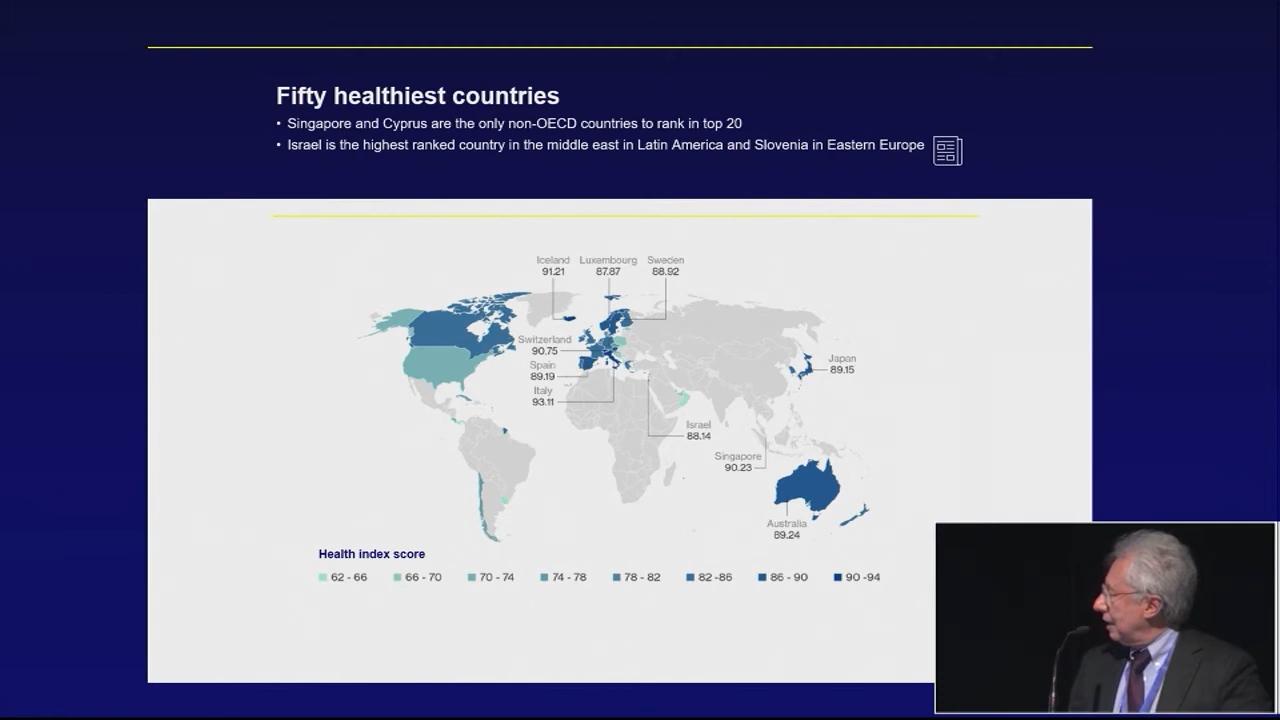 Fifty healthiest countries
• Singapore and Cyprus are the only non-OECD countries to rank in top 20
• Israel is the highest ranked country in the middle east in Latin America and Slovenia in Eastern Europe
Iceland
91.21
Luxembourg
87.87
Sweden
88.92
Switzerland
90.75
Spain
89.19
Italy
93.11
Japan
89.15
Israel
88.14
Singapore
90.23
Australia
89.24
Health index score
62 - 66
66 - 70
70 - 74
74 - 78
78 - 82
82 -86
86 - 90
90 -94